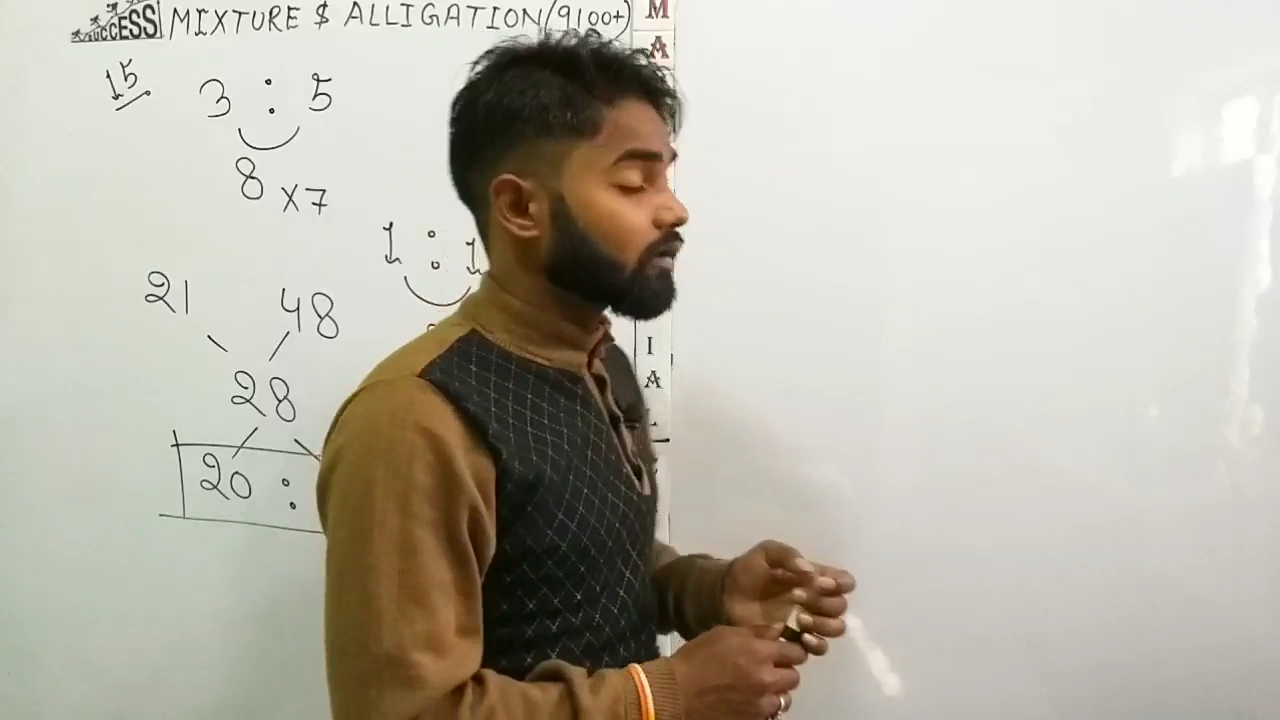 SUCCESS MIXTURE $ ALLIGATION (9100+)
15 3 : 5
8 X7
1 : 1
21 48
28
20 :
M
A
I
A
L